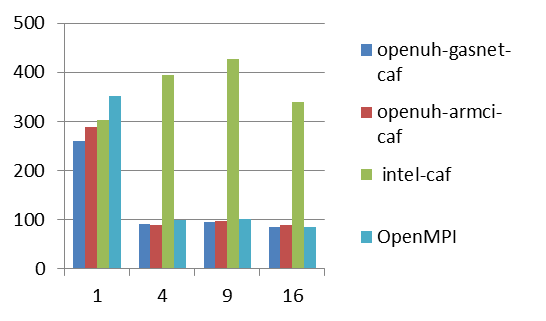 500
400
300
200
100
0
1 4 9 16
openuh-gasnet-
caf
openuh-armci-
caf
intel-caf
OpenMPI